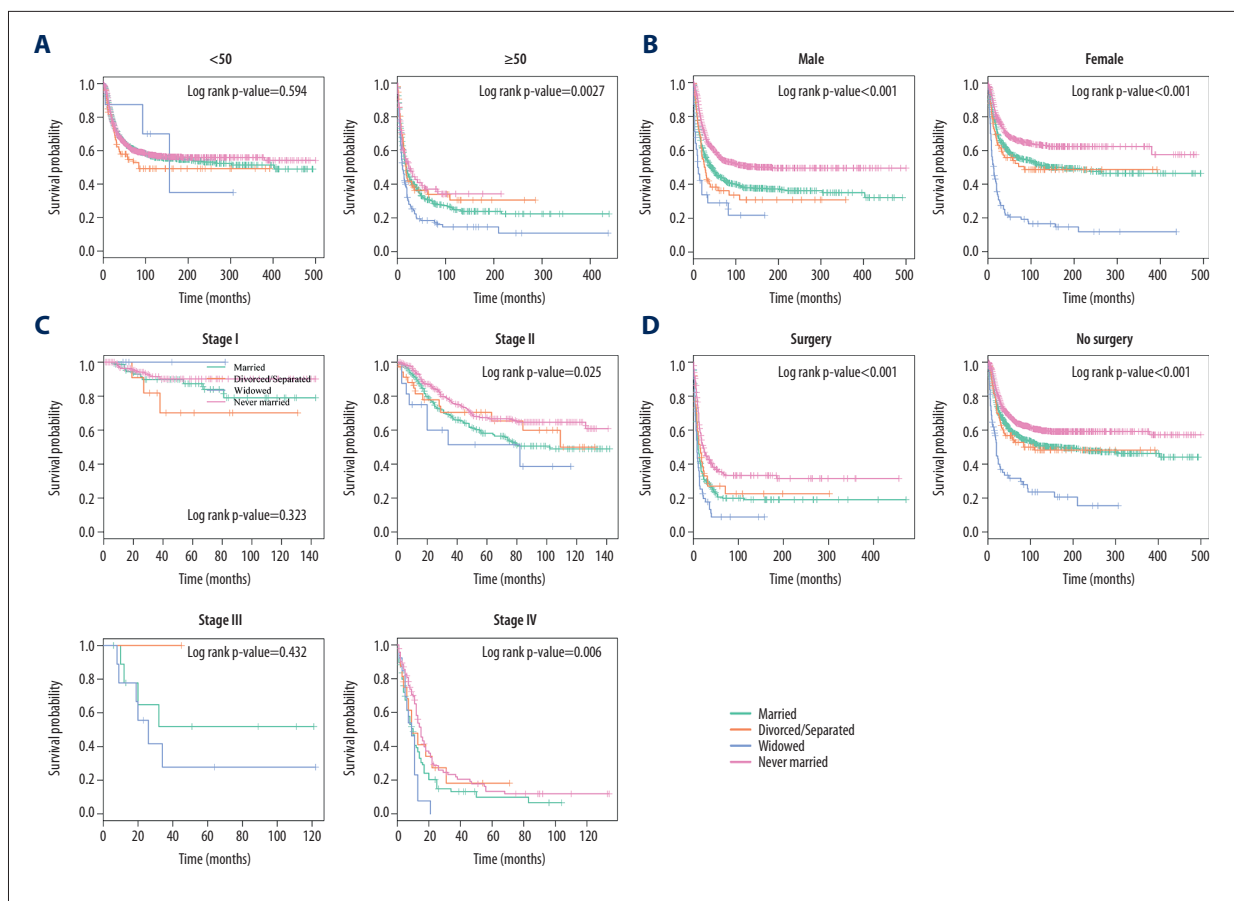 A
B
<50
≥50
Male
Female
Log rank p-value=0.594
Log rank p-value=0.0027
Log rank p-value<0.001
Log rank p-value<0.001
Survival probability
1.0
0.8
0.6
0.4
0.2
0.0
0 100 200 300 400 500
Time (months)
Survival probability
1.0
0.8
0.6
0.4
0.2
0.0
0 100 200 300 400
Time (months)
Survival probability
1.0
0.8
0.6
0.4
0.2
0.0
0 100 200 300 400 500
Time (months)
Survival probability
1.0
0.8
0.6
0.4
0.2
0.0
0 100 200 300 400 500
Time (months)
C
D
Stage I
Stage II
Surgery
No surgery
Married
Divorced/Separated
Widowed
Never married
Log rank p-value=0.323
Log rank p-value=0.025
Log rank p-value<0.001
Log rank p-value<0.001
Survival probability
1.0
0.8
0.6
0.4
0.2
0.0
0 20 40 60 80 100 120 140
Time (months)
Survival probability
1.0
0.8
0.6
0.4
0.2
0.0
0 20 40 60 80 100 120 140
Time (months)
Survival probability
1.0
0.8
0.6
0.4
0.2
0.0
0 100 200 300 400
Time (months)
Survival probability
1.0
0.8
0.6
0.4
0.2
0.0
0 100 200 300 400 500
Time (months)
Stage III
Stage IV
Log rank p-value=0.432
Log rank p-value=0.006
Survival probability
1.0
0.8
0.6
0.4
0.2
0.0
0 20 40 60 80 100 120
Time (months)
Survival probability
1.0
0.8
0.6
0.4
0.2
0.0
0 20 40 60 80 100 120
Time (months)
Married
Divorced/Separated
Widowed
Never married